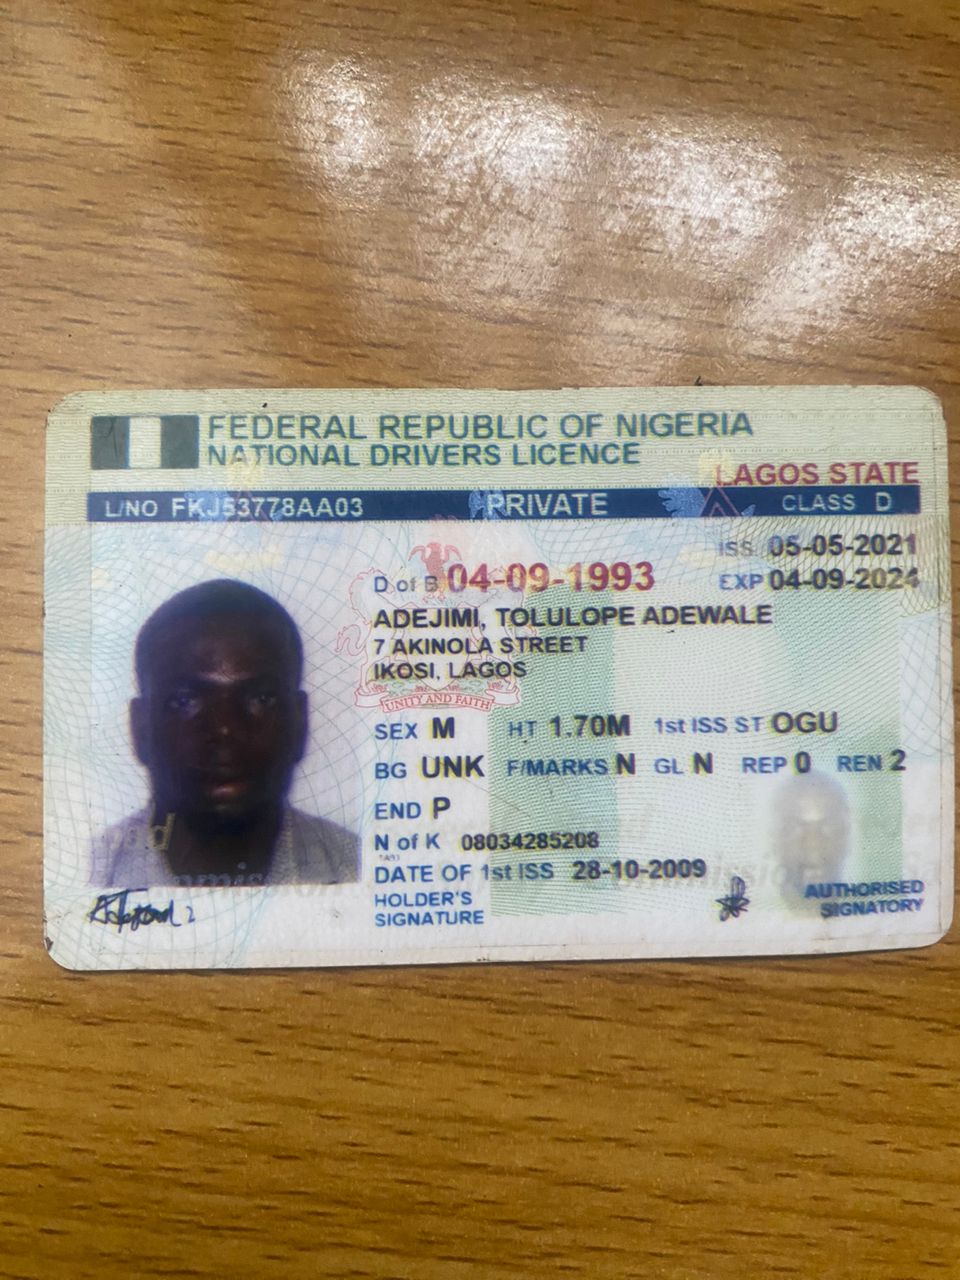 FEDERAL REPUBLIC OF NIGERIA
NATIONAL DRIVERS LICENCE
LAGOS STATE
L/NO FKJ53778AA03 PRIVATE CLASS D
ISS 05-05-2021
D of B 04-09-1993 EXP 04-09-2024
ADEJIMI, TOLULOPE ADEWALE
7 AKINOLA STREET
IKOSI, LAGOS
UNITY AND FAITH
SEX M HT 1.70M 1st ISS ST OGU
BG UNK F/MARKS N GL N REP 0 REN 2
END P
N of K 08034285208
DATE OF 1st ISS 28-10-2009
HOLDER'S
SIGNATURE
AUTHORISED
SIGNATORY